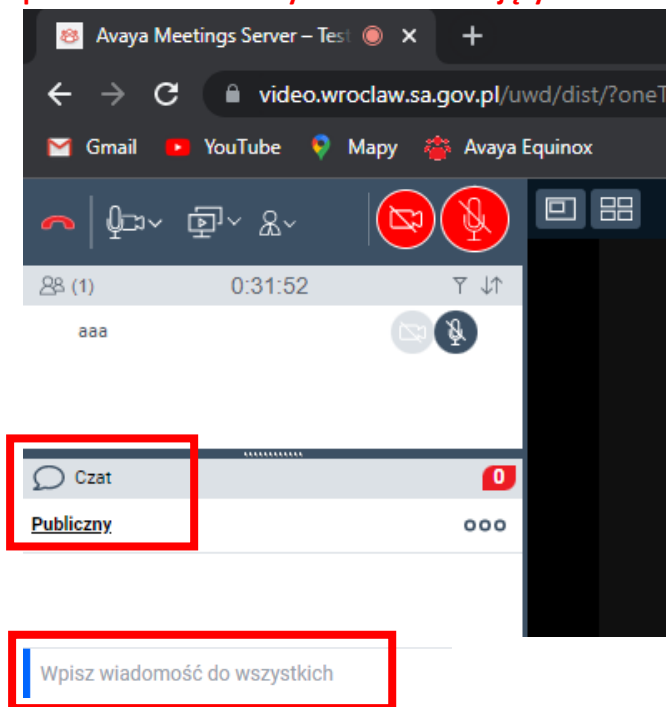 Avaya Meetings Server – Test
video.wroclaw.sa.gov.pl/uwd/dist/?oneT
Gmail YouTube Mapy Avaya Equinox
(1) 0:31:52
aaa
Czat 0
Publiczny
Wpisz wiadomość do wszystkich